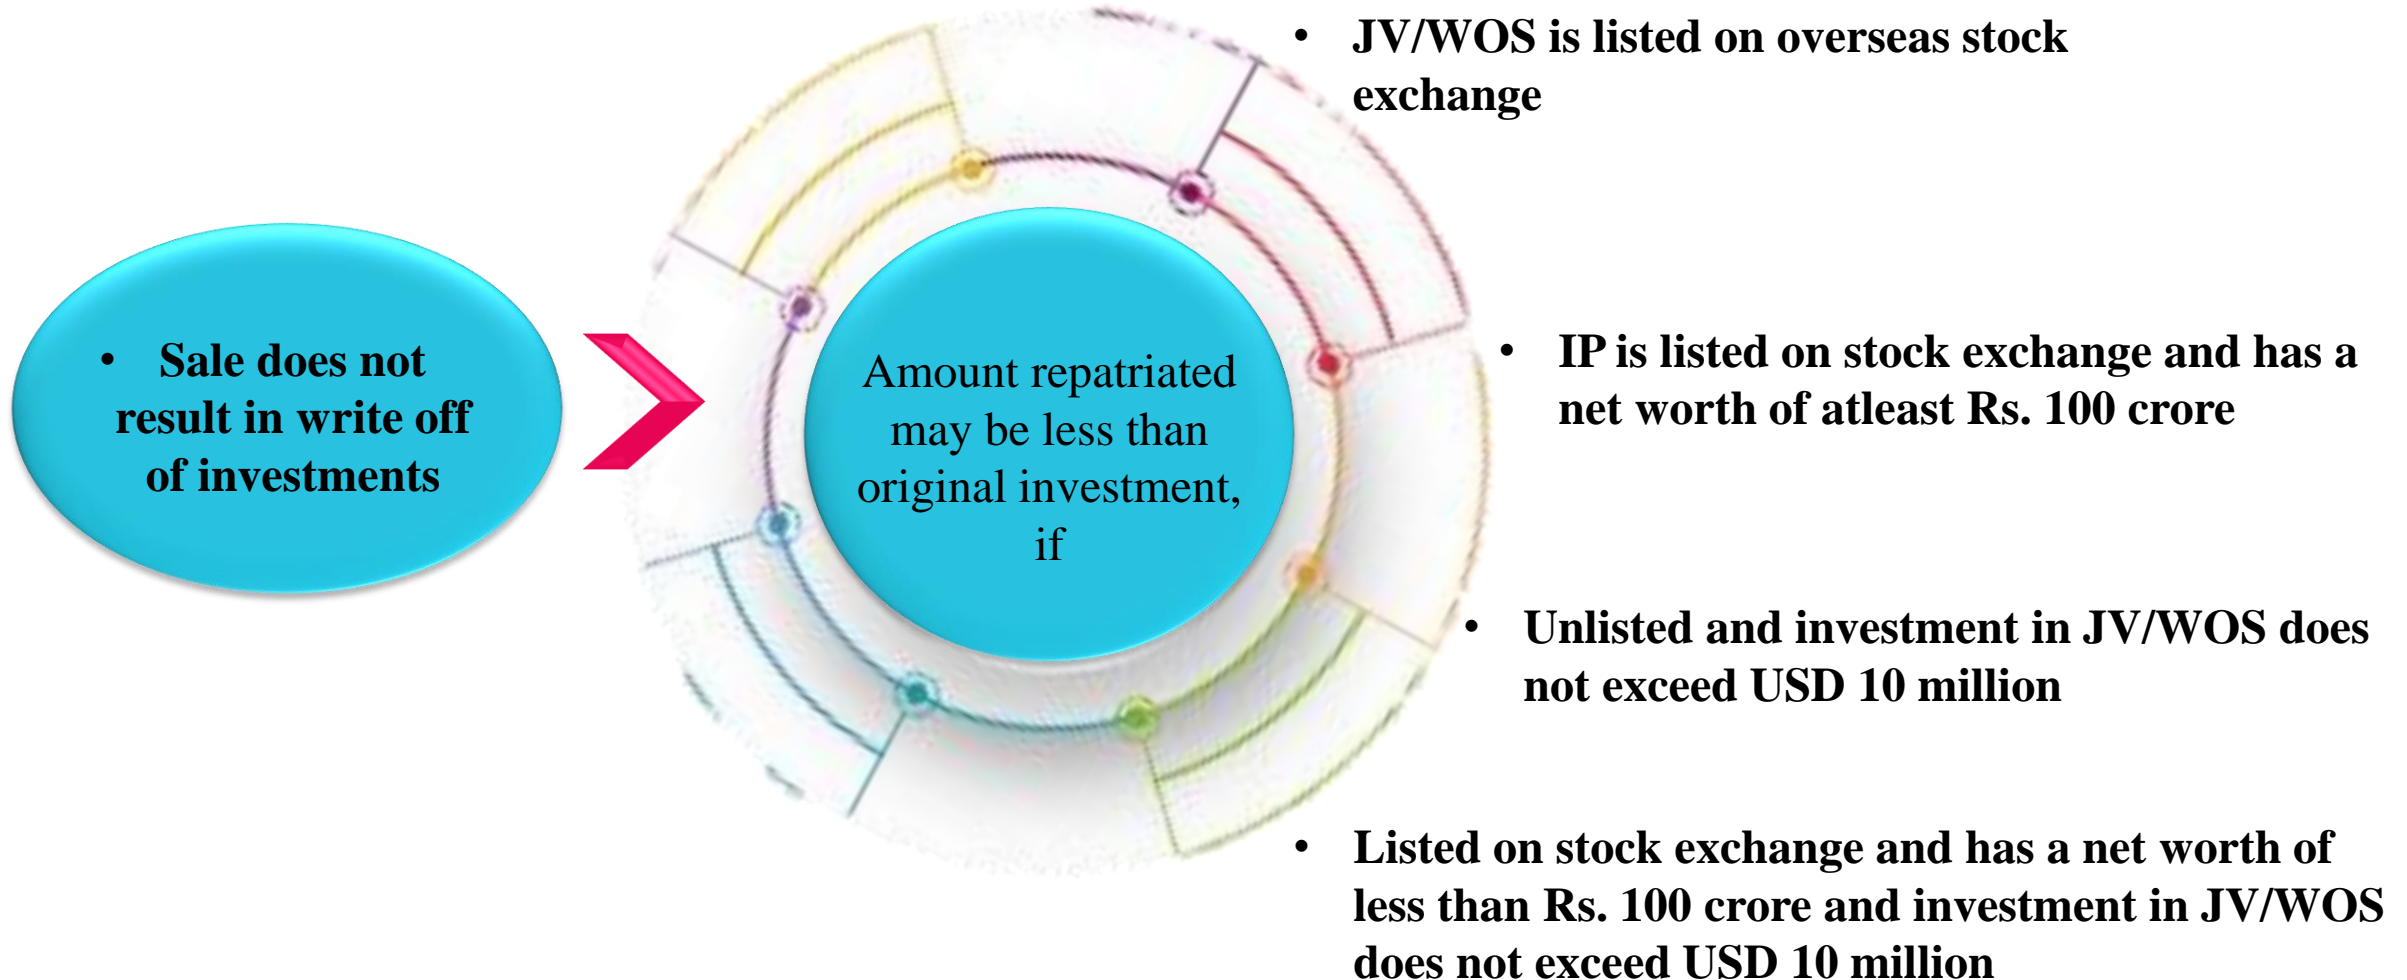 • Sale does not
result in write off
of investments
Amount repatriated
may be less than
original investment,
if
• JV/WOS is listed on overseas stock
exchange
• IP is listed on stock exchange and has a
net worth of atleast Rs. 100 crore
• Unlisted and investment in JV/WOS does
not exceed USD 10 million
• Listed on stock exchange and has a net worth of
less than Rs. 100 crore and investment in JV/WOS
does not exceed USD 10 million